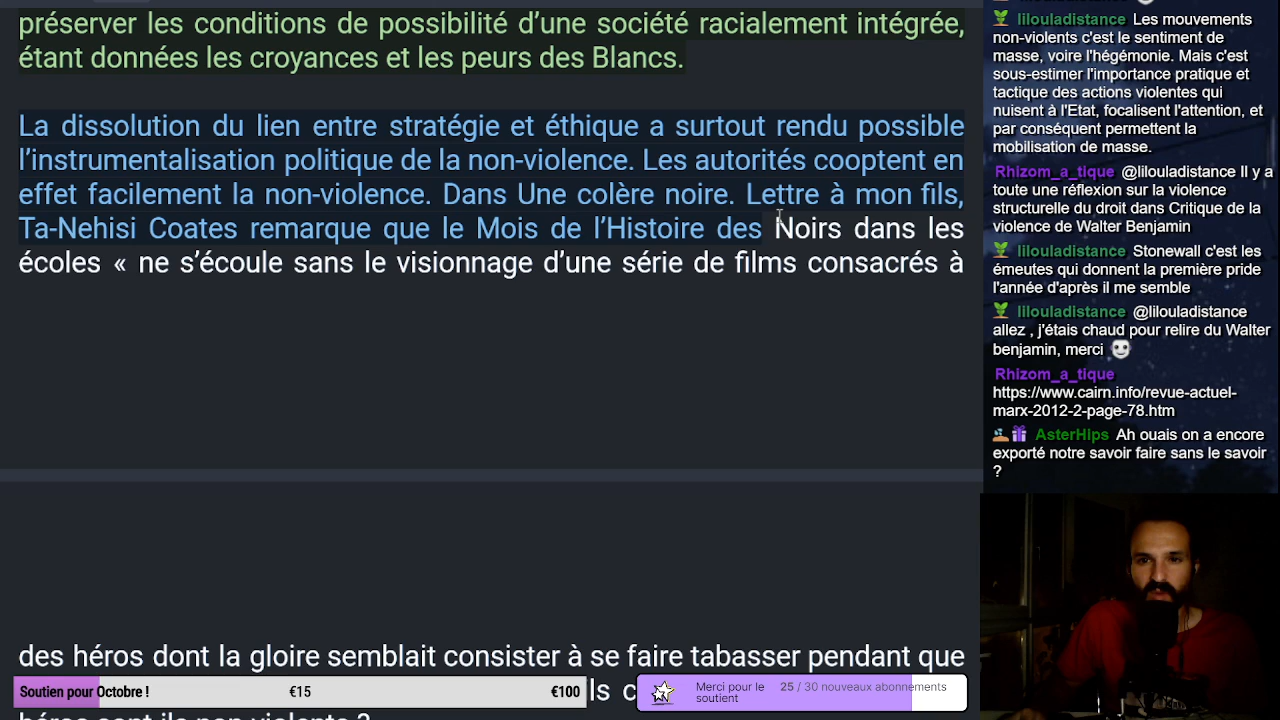 préserver les conditions de possibilité d’une société racialement intégrée,
étant données les croyances et les peurs des Blancs.
La dissolution du lien entre stratégie et éthique a surtout rendu possible
l’instrumentalisation politique de la non-violence. Les autorités cooptent en
effet facilement la non-violence. Dans Une colère noire. Lettre à mon fils,
Ta-Nehisi Coates remarque que le Mois de l’Histoire des Noirs dans les
écoles « ne s’écoule sans le visionnage d’une série de films consacrés à
des héros dont la gloire semblait consister à se faire tabasser pendant que
Soutien pour Octobre !
€15
€100
Merci pour le
soutient
25 / 30 nouveaux abonnements
lilouladistance Les mouvements
non-violents c'est le sentiment de
masse, voire l'hégémonie. Mais c'est
sous-estimer l'importance pratique et
tactique des actions violentes qui
nuisent à l'Etat, focalisent l'attention, et
par conséquent permettent la
mobilisation de masse.
Rhizom_a_tique @lilouladistance Il y a
toute une réflexion sur la violence
structurelle du droit dans Critique de la
violence de Walter Benjamin
lilouladistance Stonewall c'est les
émeutes qui donnent la première pride
l'année d'après il me semble
lilouladistance @lilouladistance
allez , j'étais chaud pour relire du Walter
benjamin, merci
Rhizom_a_tique
https://www.cairn.info/revue-actuel-
marx-2012-2-page-78.htm
AsterHips Ah ouais on a encore
exporté notre savoir faire sans le savoir
?